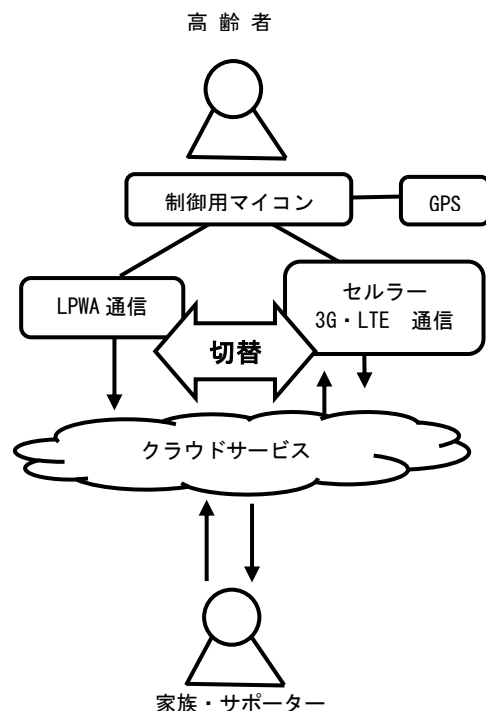 高 齢 者
制御用マイコン
GPS
LPWA 通信
セルラー
3G・LTE　通信
切替
クラウドサービス
家族・サポーター